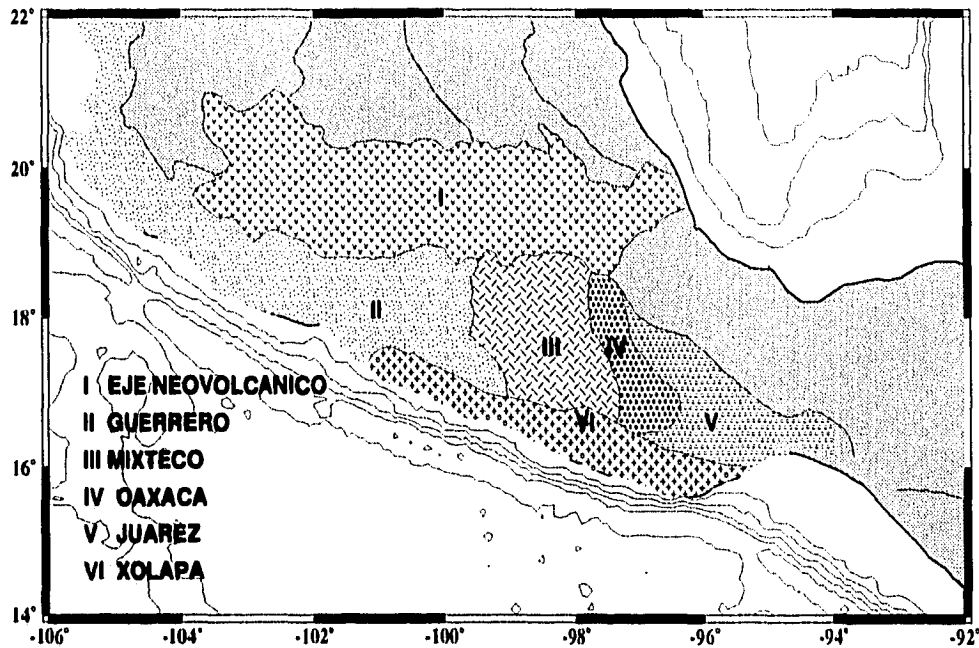 22°
20°
18°
16°
14°
I
II
III
IV
V
VI
I EJE NEOVOLCANICO
II GUERRERO
III MIXTECO
IV OAXACA
V JUAREZ
VI XOLAPA
-106° -104° -102° -100° -98° -96° -94° -92°